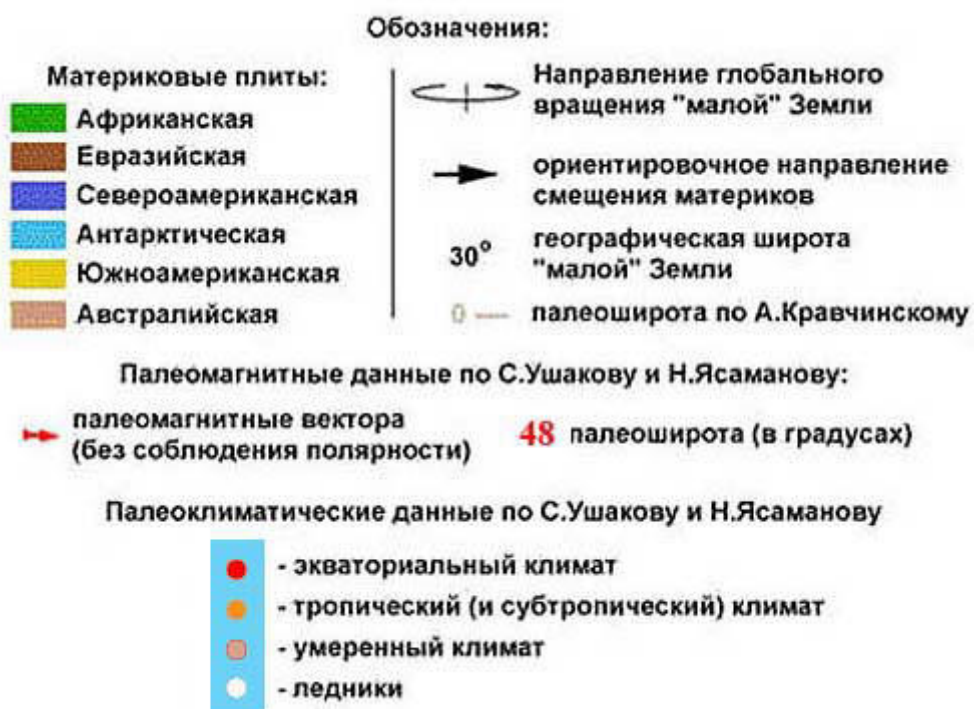 Обозначения:
Материковые плиты:
Африканская
Евразийская
Североамериканская
Антарктическая
Южноамериканская
Австралийская
Направление глобального
вращения "малой" Земли
ориентировочное направление
смещения материков
30° географическая широта
"малой" Земли
0 — палеоширота по А.Кравчинскому
Палеомагнитные данные по С.Ушакову и Н.Ясаманову:
палеомагнитные вектора
(без соблюдения полярности)
48 палеоширота (в градусах)
Палеоклиматические данные по С.Ушакову и Н.Ясаманову
- экваториальный климат
- тропический (и субтропический) климат
- умеренный климат
- ледники